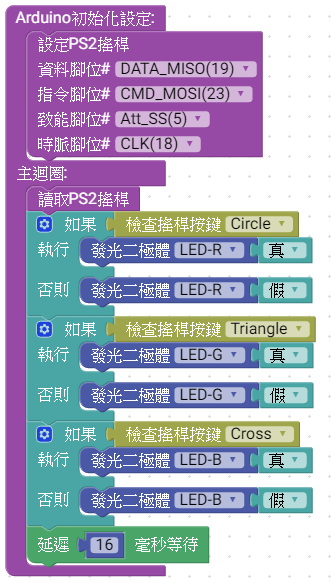 Arduino初始化設定:
設定PS2搖桿
資料腳位# DATA_MISO(19)
指令腳位# CMD_MOSI(23)
致能腳位# Att_SS(5)
時脈腳位# CLK(18)
主迴圈:
讀取PS2搖桿
如果 檢查搖桿按鍵 Circle
執行 發光二極體 LED-R 真
否則 發光二極體 LED-R 假
如果 檢查搖桿按鍵 Triangle
執行 發光二極體 LED-G 真
否則 發光二極體 LED-G 假
如果 檢查搖桿按鍵 Cross
執行 發光二極體 LED-B 真
否則 發光二極體 LED-B 假
延遲 16 毫秒等待